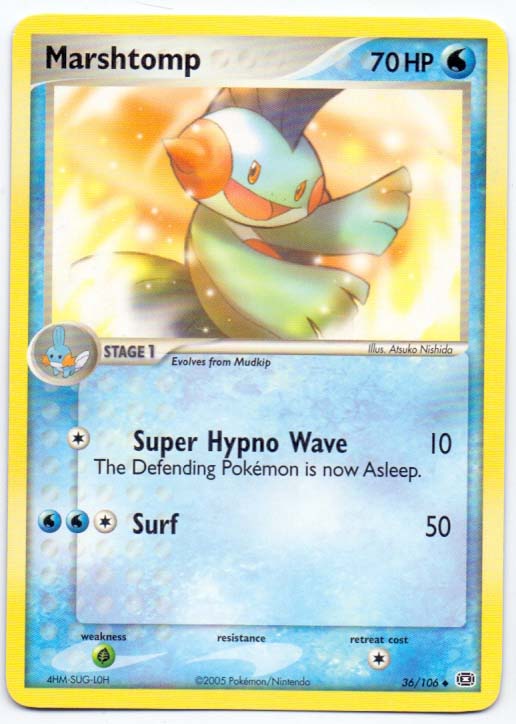 Marshtomp 70 HP
Illus. Atsuko Nishida
STAGE 1
Evolves from Mudkip
Super Hypno Wave 10
The Defending Pokémon is now Asleep.
Surf 50
weakness resistance retreat cost
4HM-SUG-L0H ©2005 Pokémon/Nintendo 36/106